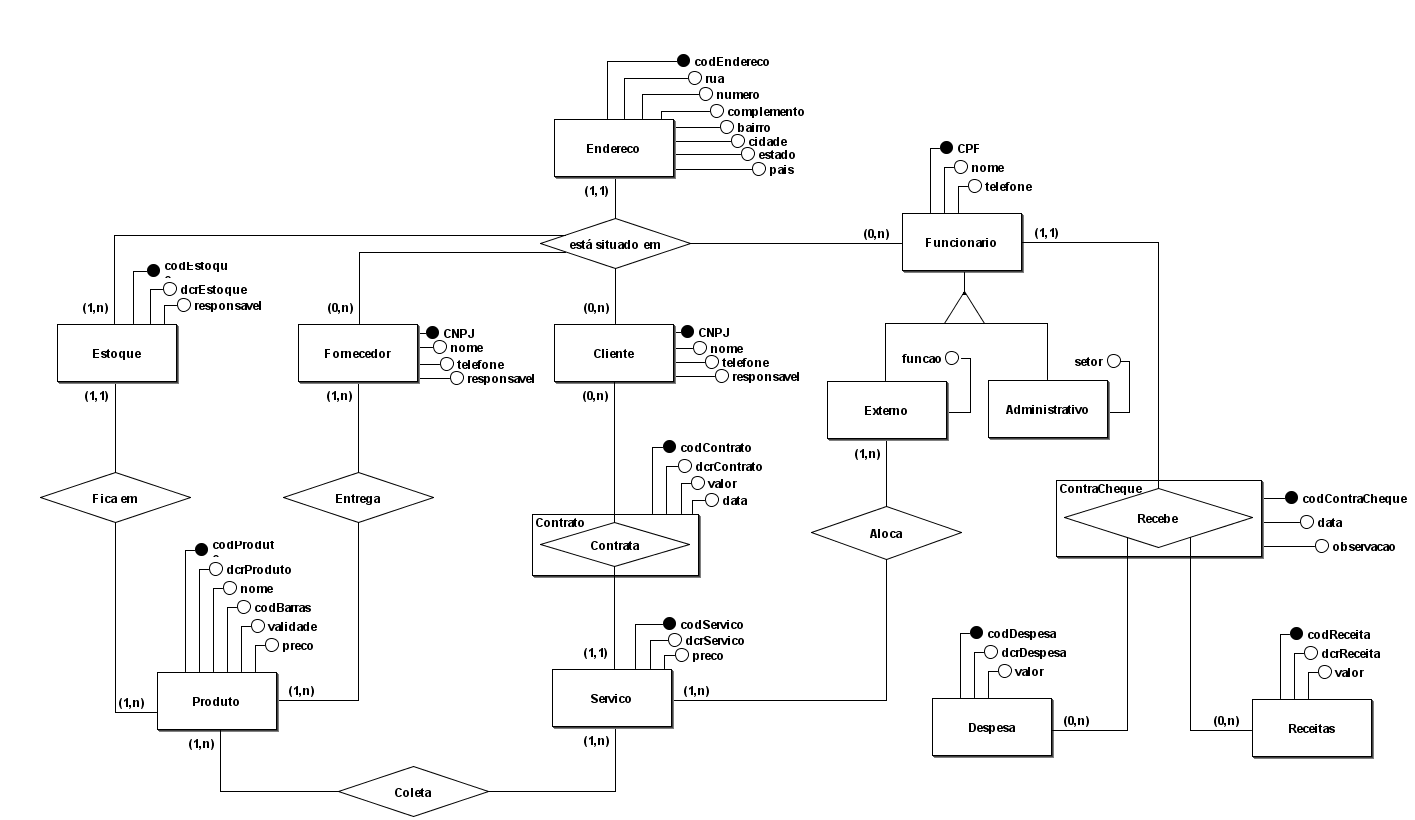 codEndereco
rua
numero
complemento
bairro
cidade
estado
pais
Endereco
(1,1)
CPF
nome
telefone
Funcionario
(0,n)
(1,1)
está situado em
codEstoqu
dcrEstoque
responsavel
(1,n)
(0,n)
(0,n)
Estoque
(1,1)
Fornecedor
CNPJ
nome
telefone
responsavel
(1,n)
Cliente
CNPJ
nome
telefone
responsavel
(0,n)
funcao
setor
Externo
Administrativo
(1,n)
codContrato
dcrContrato
valor
data
Contrato
Contrata
Fica em
Entrega
Aloca
ContraCheque
Recebe
codContraCheque
data
observacao
codProdut
dcrProduto
nome
codBarras
validade
preco
(1,n)
Produto
(1,n)
(1,n)
codServico
dcrServico
preco
(1,1)
Servico
(1,n)
(1,n)
codDespesa
dcrDespesa
valor
Despesa
(0,n)
codReceita
dcrReceita
valor
(0,n)
Receitas
Coleta